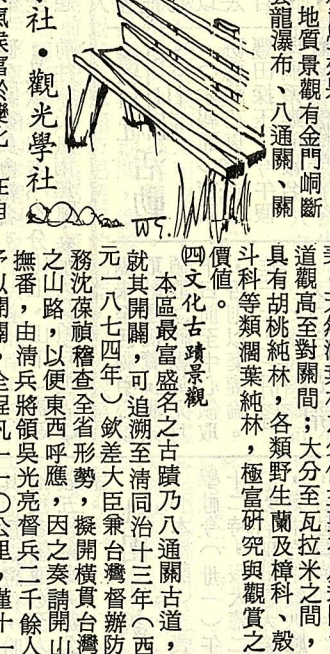 地質景觀有金門峒斷
雲龍瀑布、八通關、關
學社・觀光學社
道觀高至對關間；大分至瓦拉米之間，
具有胡桃純林，各類野生蘭及樟科、殼
斗科等類濶葉純林，極富研究與觀賞之
價值。
㈣文化古蹟景觀
本區最富盛名之古蹟乃八通關古道，
就其開闢，可追溯至清同治十三年（西
元一八七四年）欽差大臣兼台灣督辦防
務沈葆禎稽查全省形勢，擬開橫貫台灣
之山路，以便東西呼應，因之奏請開山
撫番，由清兵將領吳光亮督兵二千餘人